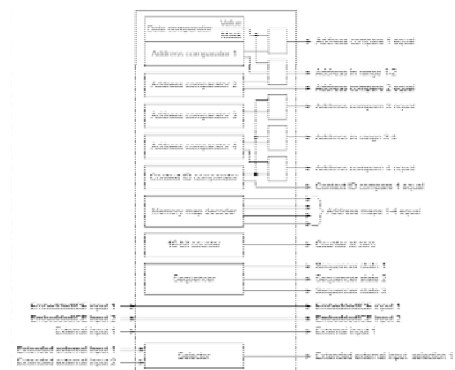 Value
Data comparator
Address comparator 1
Address compare 1 equal
Address in range 1-2
Address comparator 2
Address compare 2 equal
Address comparator 3
Address compare 3 equal
Address in range 3-4
Address comparator 4
Address compare 4 equal
Context ID comparator
Context ID compare 1 equal
Memory map decoder
Address maps 1-4 equal
16-bit counter
Counter at zero
Sequencer state 1
Sequencer
Sequencer state 2
Sequencer state 3
EmbeddedICE input 1
EmbeddedICE input 1
EmbeddedICE input 2
EmbeddedICE input 2
External input 1
External input 1
Extended external input 1
Extended external input 2
Selector
Extended external input selection 1